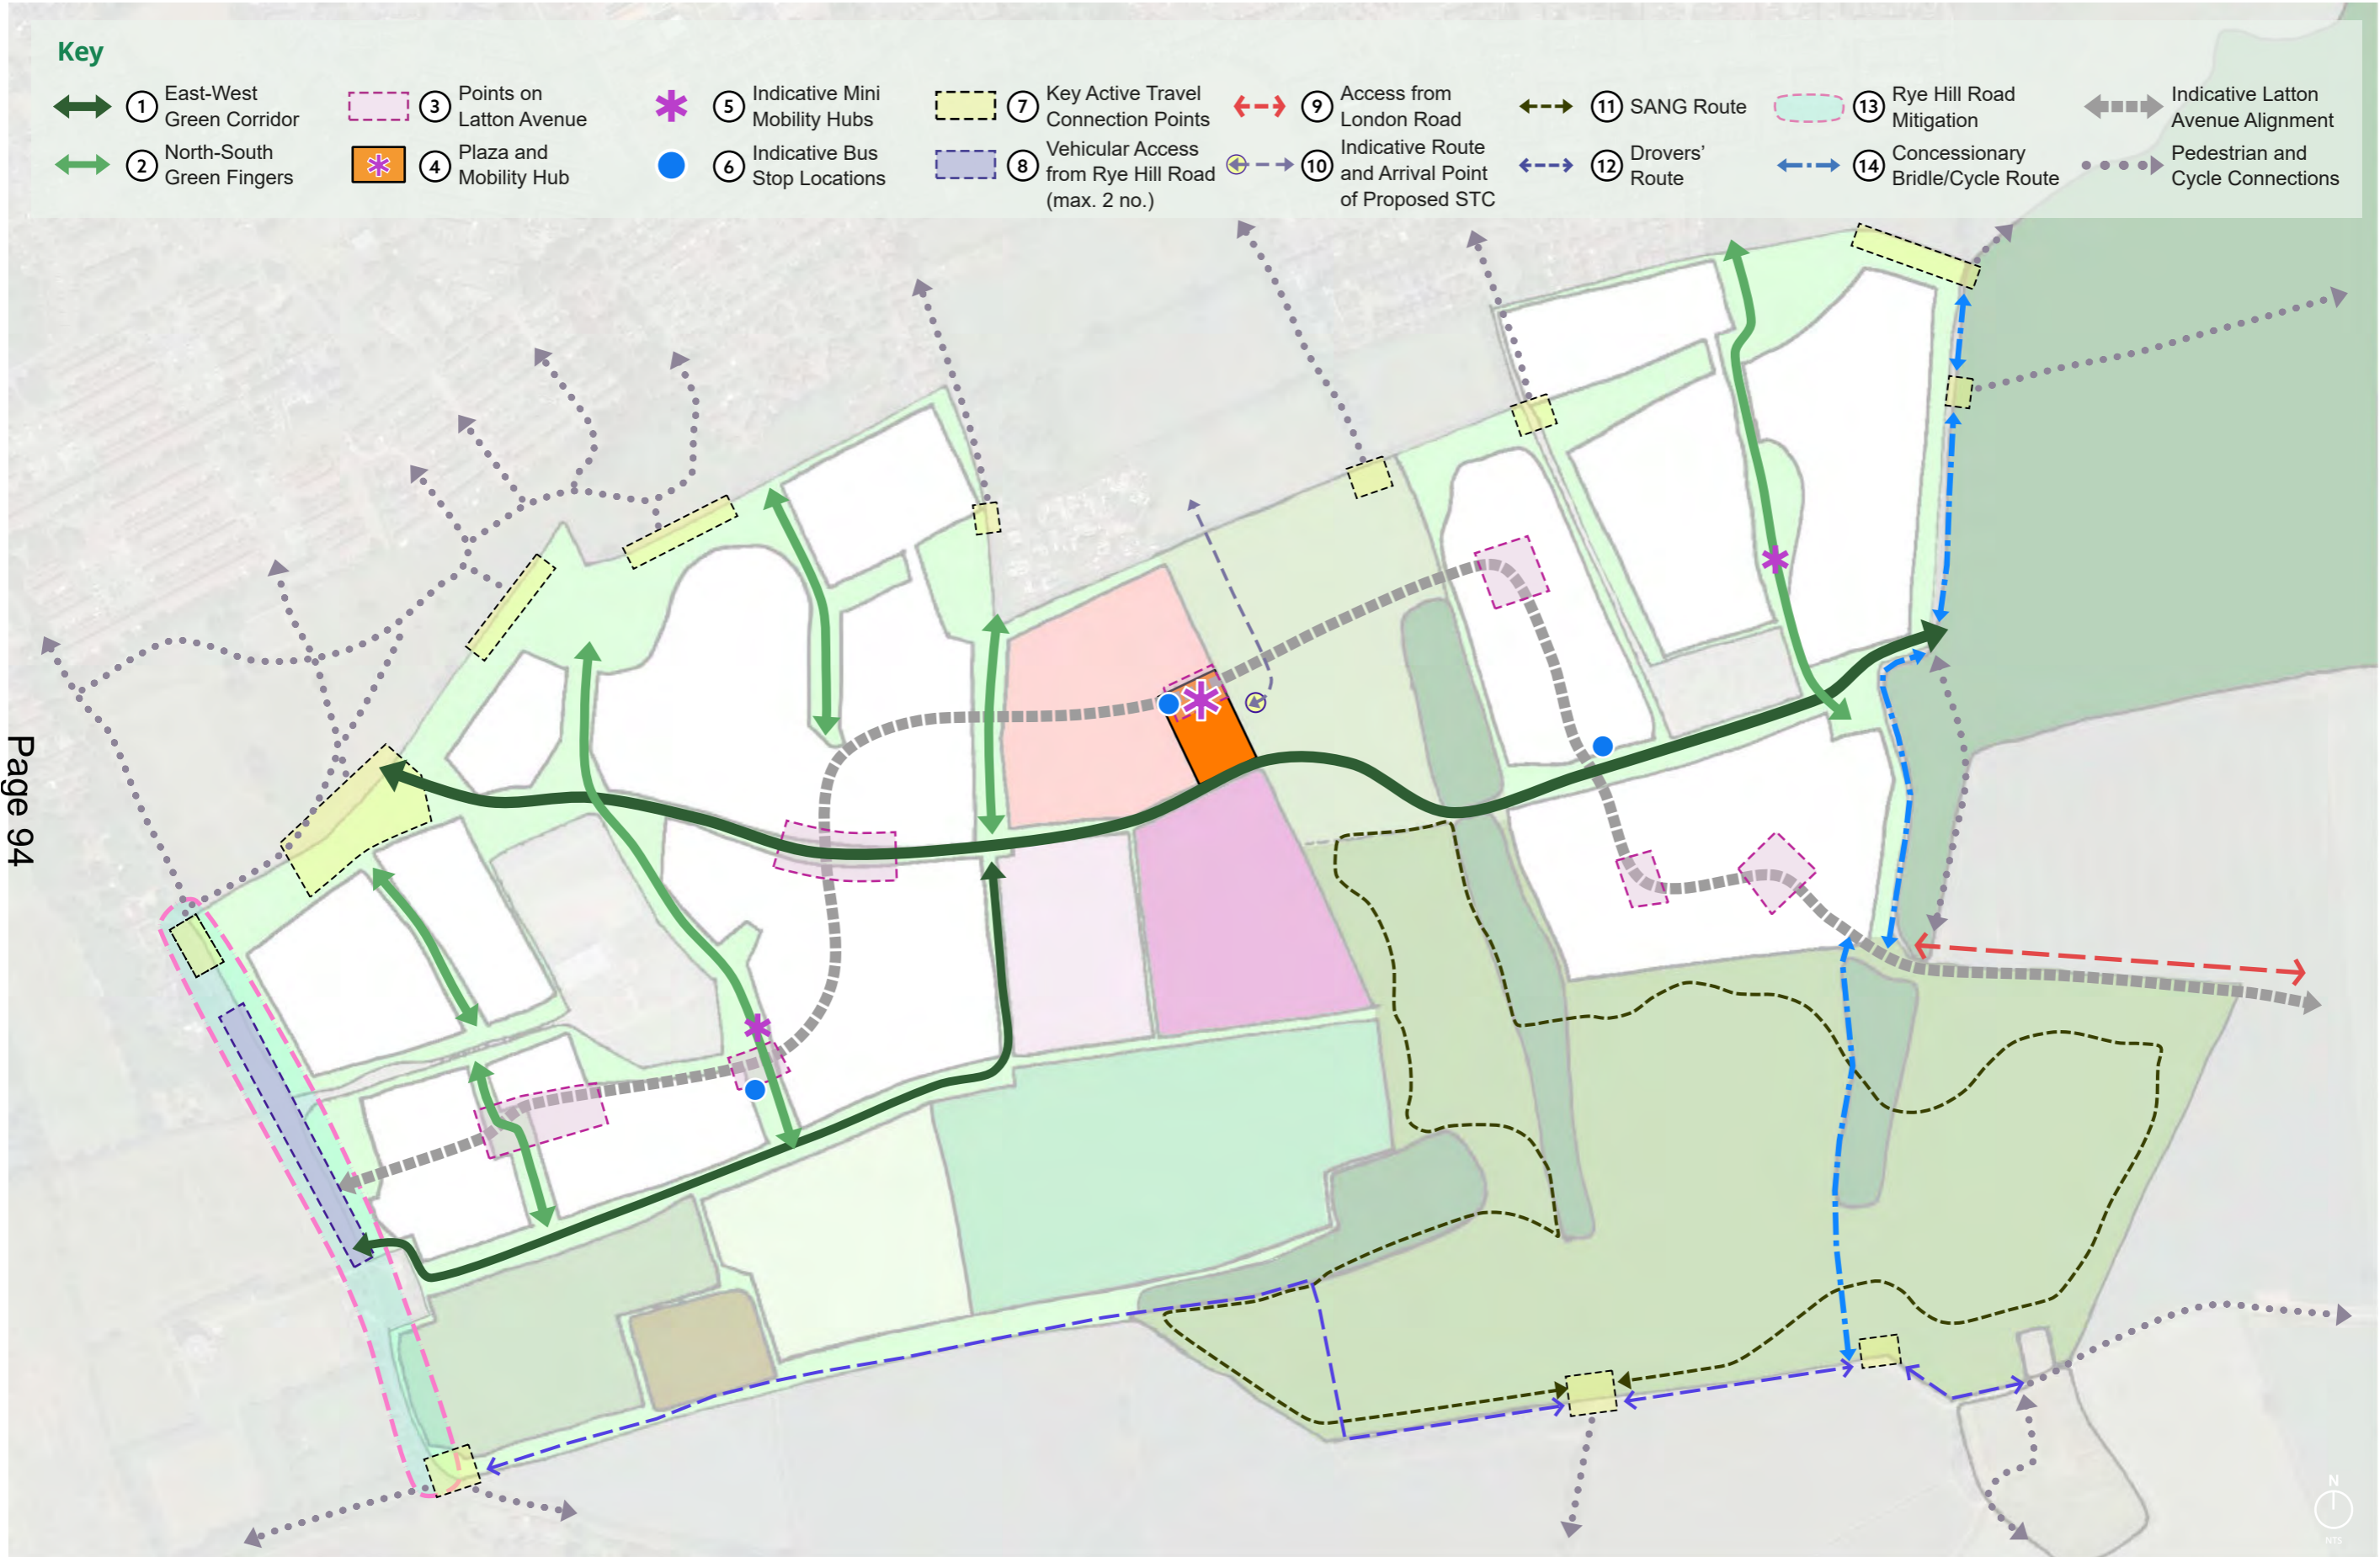 Key
1 East-West
Green Corridor
2 North-South
Green Fingers
3 Points on
Latton Avenue
4 Plaza and
Mobility Hub
5 Indicative Mini
Mobility Hubs
6 Indicative Bus
Stop Locations
7 Key Active Travel
Connection Points
8 Vehicular Access
from Rye Hill Road
(max. 2 no.)
9 Access from
London Road
10 Indicative Route
and Arrival Point
of Proposed STC
11 SANG Route
12 Drovers’
Route
13 Rye Hill Road
Mitigation
14 Concessionary
Bridle/Cycle Route
Indicative Latton
Avenue Alignment
Pedestrian and
Cycle Connections
Page 94
N
NTS